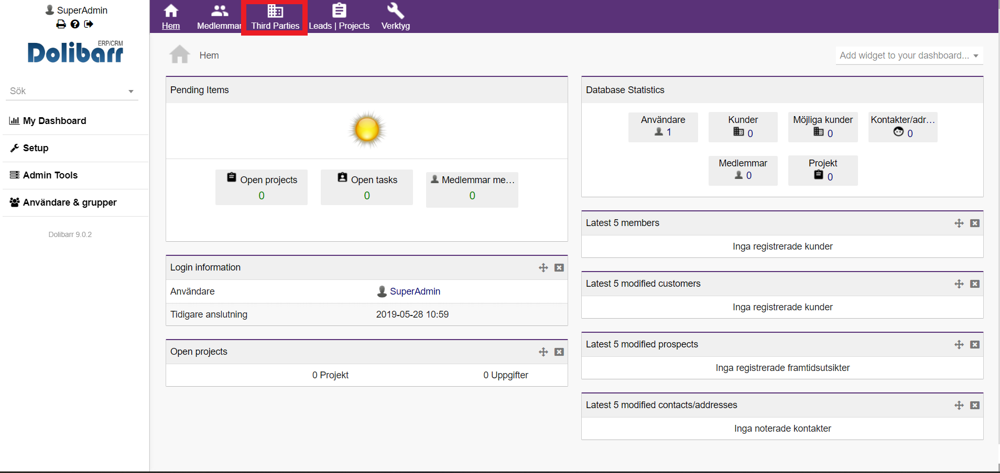 SuperAdmin
ERP/CRM
Dolibarr
Sök
My Dashboard
Setup
Admin Tools
Användare & grupper
Dolibarr 9.0.2
Hem
Medlemmar
Third Parties
Leads | Projects
Verktyg
Hem
Add widget to your dashboard...
Pending Items
Open projects
0
Open tasks
0
Medlemmar me...
0
Login information
Användare SuperAdmin
Tidigare anslutning 2019-05-28 10:59
Open projects
0 Projekt 0 Uppgifter
Database Statistics
Användare
1
Kunder
0
Möjliga kunder
0
Kontakter/adr...
0
Medlemmar
0
Projekt
0
Latest 5 members
Inga registrerade kunder
Latest 5 modified customers
Inga registrerade kunder
Latest 5 modified prospects
Inga registrerade framtidsutsikter
Latest 5 modified contacts/addresses
Inga noterade kontakter